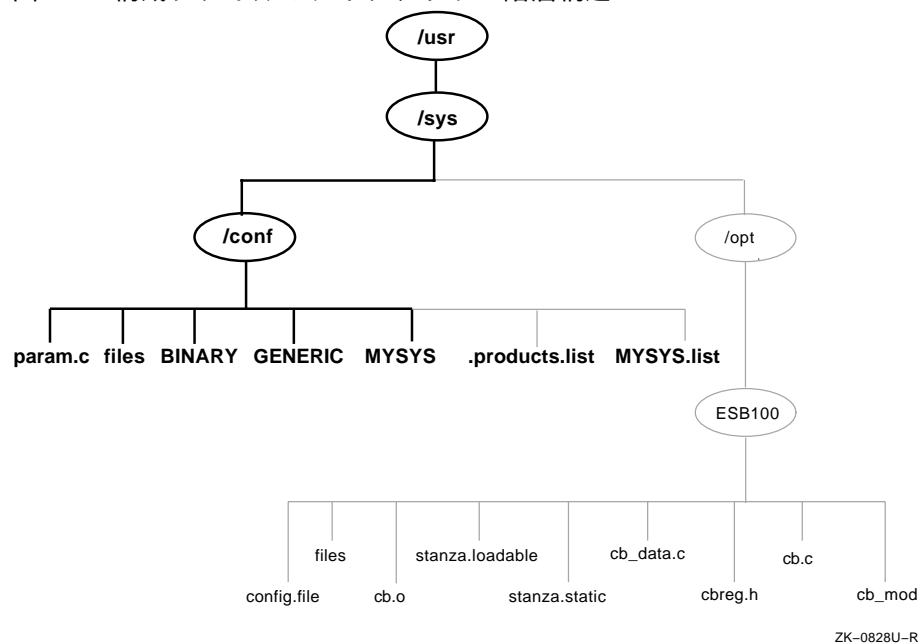 /usr
/sys
/conf
/opt
param.c files BINARY GENERIC MYSYS .products.list MYSYS.list
ESB100
files stanza.loadable cb_data.c cb.c
config.file cb.o stanza.static cbreg.h cb_mod
ZK–0828U–R